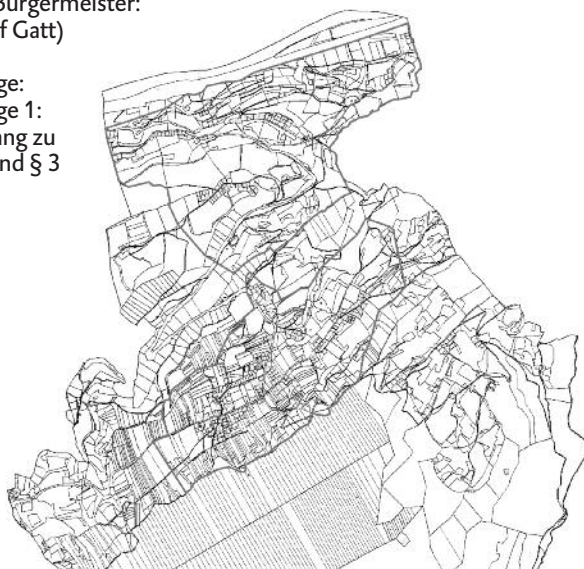 Bürgermeister:
f Gatt)
ge:
ge 1:
ang zu
nd § 3